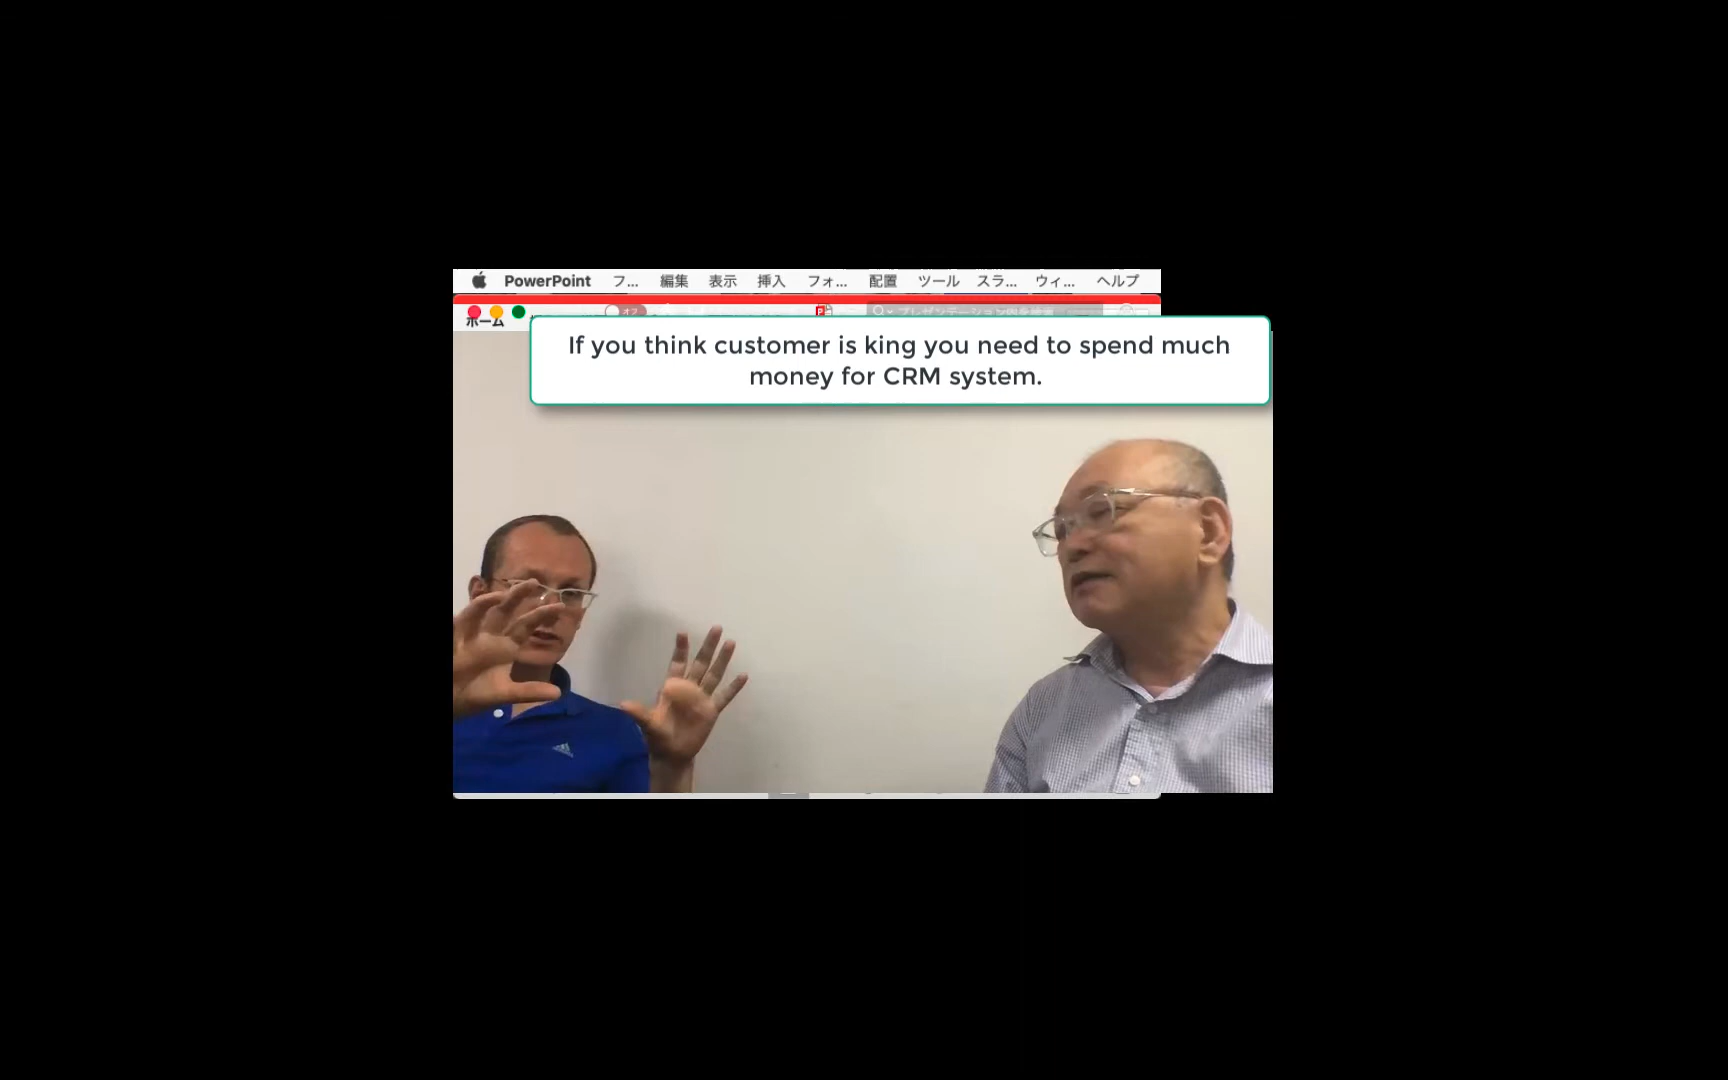 PowerPoint フ... 編集 表示 挿入 フォ... 配置 ツール スラ... ウィ... ヘルプ
オフ
ホーム
If you think customer is king you need to spend much
money for CRM system.